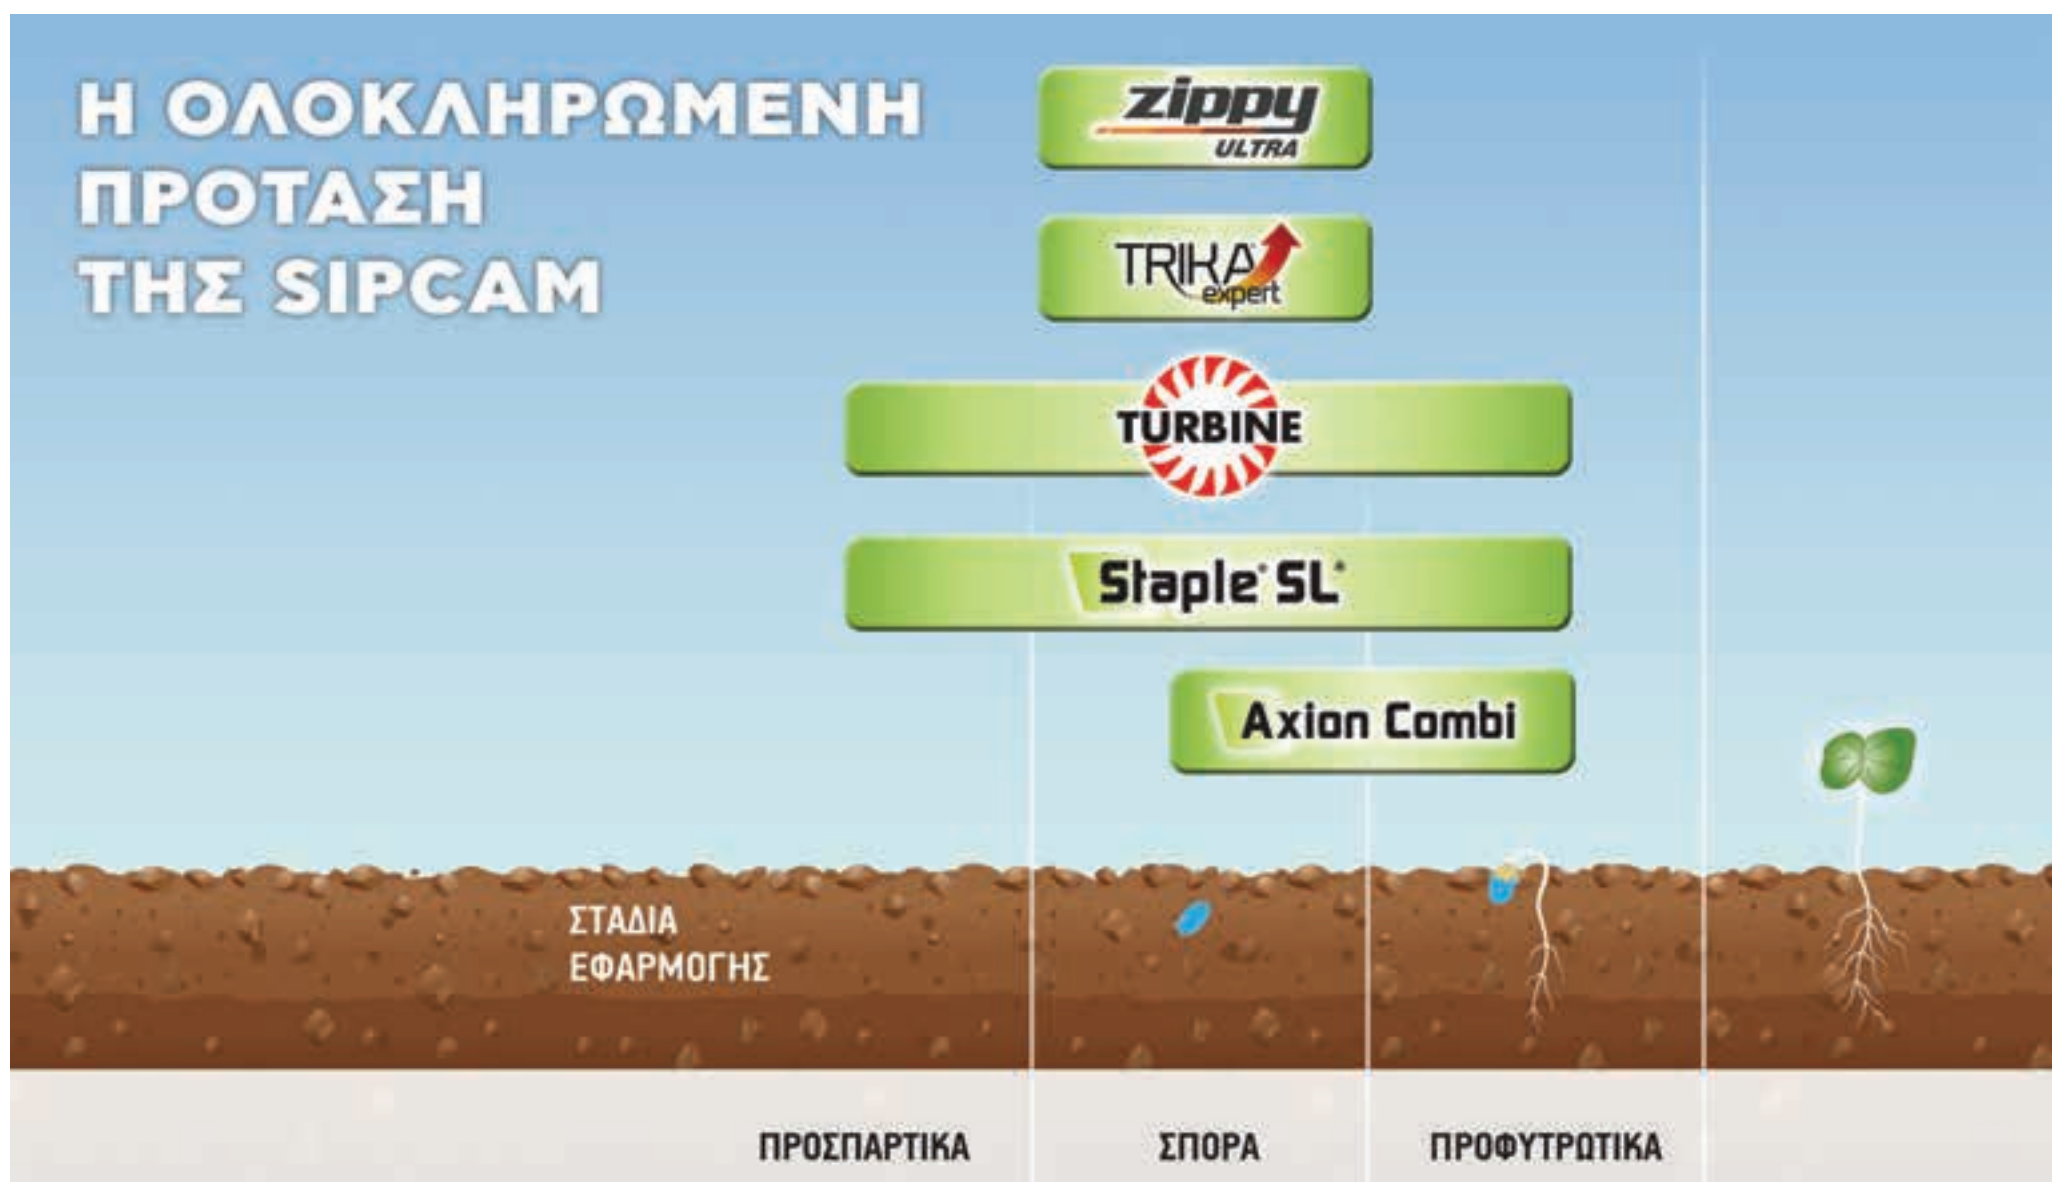 Η ΟΛΟΚΛΗΡΩΜΕΝΗ
ΠΡΟΤΑΣΗ
ΤΗΣ SIPCAM
zippy
ULTRA
TRIKA
expert
TURBINE
Staple® SL®
Axion Combi
ΣΤΑΔΙΑ
ΕΦΑΡΜΟΓΗΣ
ΠΡΟΣΠΑΡΤΙΚΑ
ΣΠΟΡΑ
ΠΡΟΦΥΤΡΩΤΙΚΑ